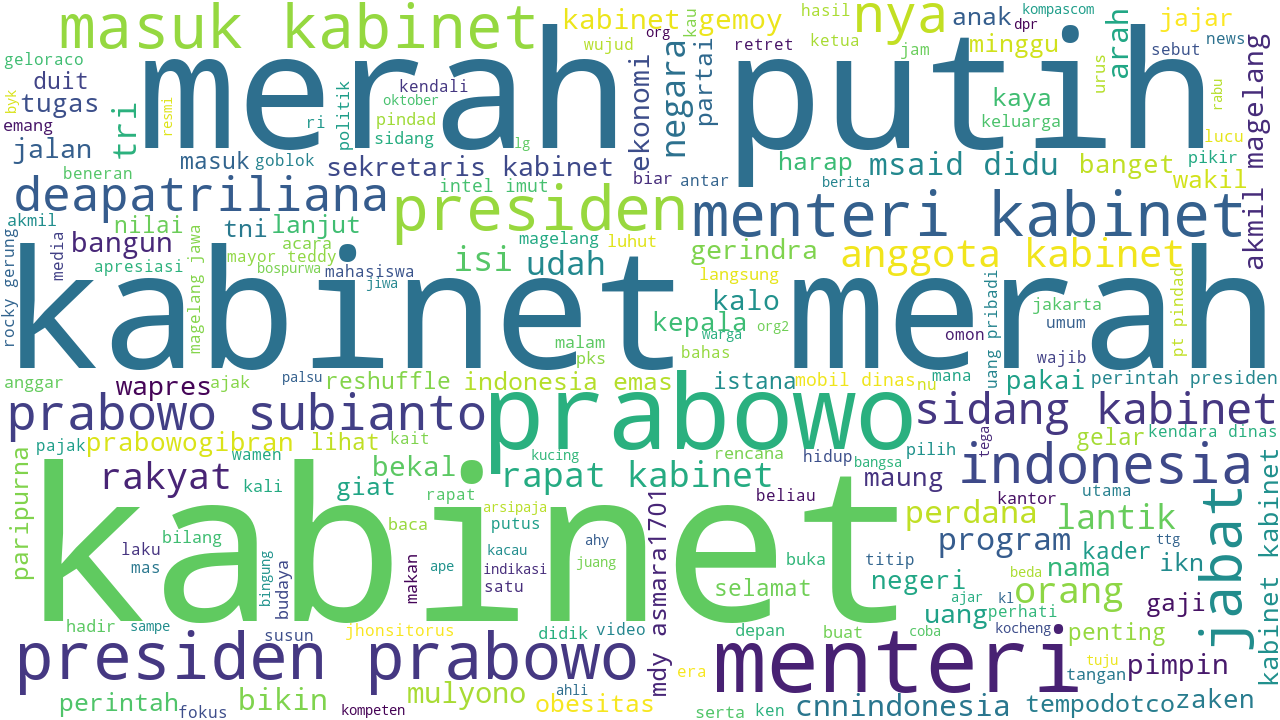 masuk kabinet
kabinet gemoy
nya
merah putih
hasil
kompascom
anak
dpr
jajar
org
kau
wujud
retret
ketua
jam
minggu
arah
sebut
news
geloraco
duit
kendali
sekonomi
negara
partai
urus
rabu
akmil magelang
byk
tugas
tri
resmi
oktober
politik
pindad
kaya
keluarga
emang
ri
sidang
lg
lucu
jalan
masuk
goblok
sekretaris kabinet
harap
msaid didu
banget
pikir
beneran
intel imut
biar
antar
berita
wakil
deapatriliana
presiden
menteri kabinet
akmil
nilai
tni
lanjut
rocky gerung
media
bangun
acara
magelang
luhut
gerindra
anggota kabinet
magelang jawa
mayor teddy
isi
udah
apresiasi
bospurwa
mahasiswa
jiwa
langsung
uang pribadi
pt pindad
kabinet merah
kalo
jakarta
kepala
org2
umum
warga
omon
malam
pks
bahas
wajib
anggar
wapres
ajak
palsu
reshuffle
indonesia emas
istana
mobil dinas
nu
mana
pakai
perintah presiden
prabowo subianto
prabowo
sidang kabinet
pajak
prabowogibran lihat
kait
wamen
kucing
rencana
hidup
pilih
bangsa
tega
gelar
kendara dinas
paripurna
rakyat
bekal
rapat kabinet
maung
indonesia
kali
giat
rapat
arsipaja
mdy asmara1701
beliau
kantor
utama
kabinet kabinet
kabinet
baca
putus
perdana
lantik
jabat
bilang
ahy
program
ttg
laku
kacau
buka
titip
kader
ikn
mas
bingung
budaya
makan
ape
indikasi
juang
satu
selamat
negeri
beda
nama
ajar
kl
orang
gaji
uang
perhati
hadir
sampe
susun
jhonsitorus
didik
video
depan
buat
coba
kocheng
penting
presiden prabowo
era
menteri
tuju
tangan
pimpin
perintah
fokus
bikin
kompeten
mulyono
ahli
obesitas
serta
ken
cnnindonesia
tempodotco
zaken